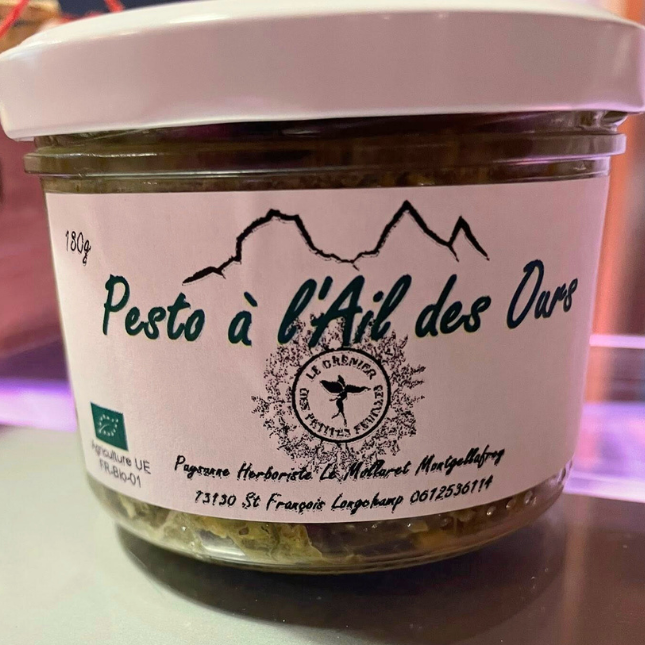 180g
Pesto à l'Ail des Ours
LE GRENIER
DES PETITES FEUILLES
Agriculture UE
FR-Bio-01
Paysanne Herboriste Le Mollaret Montgellafrey
73130 St François Longchamp 0612536114